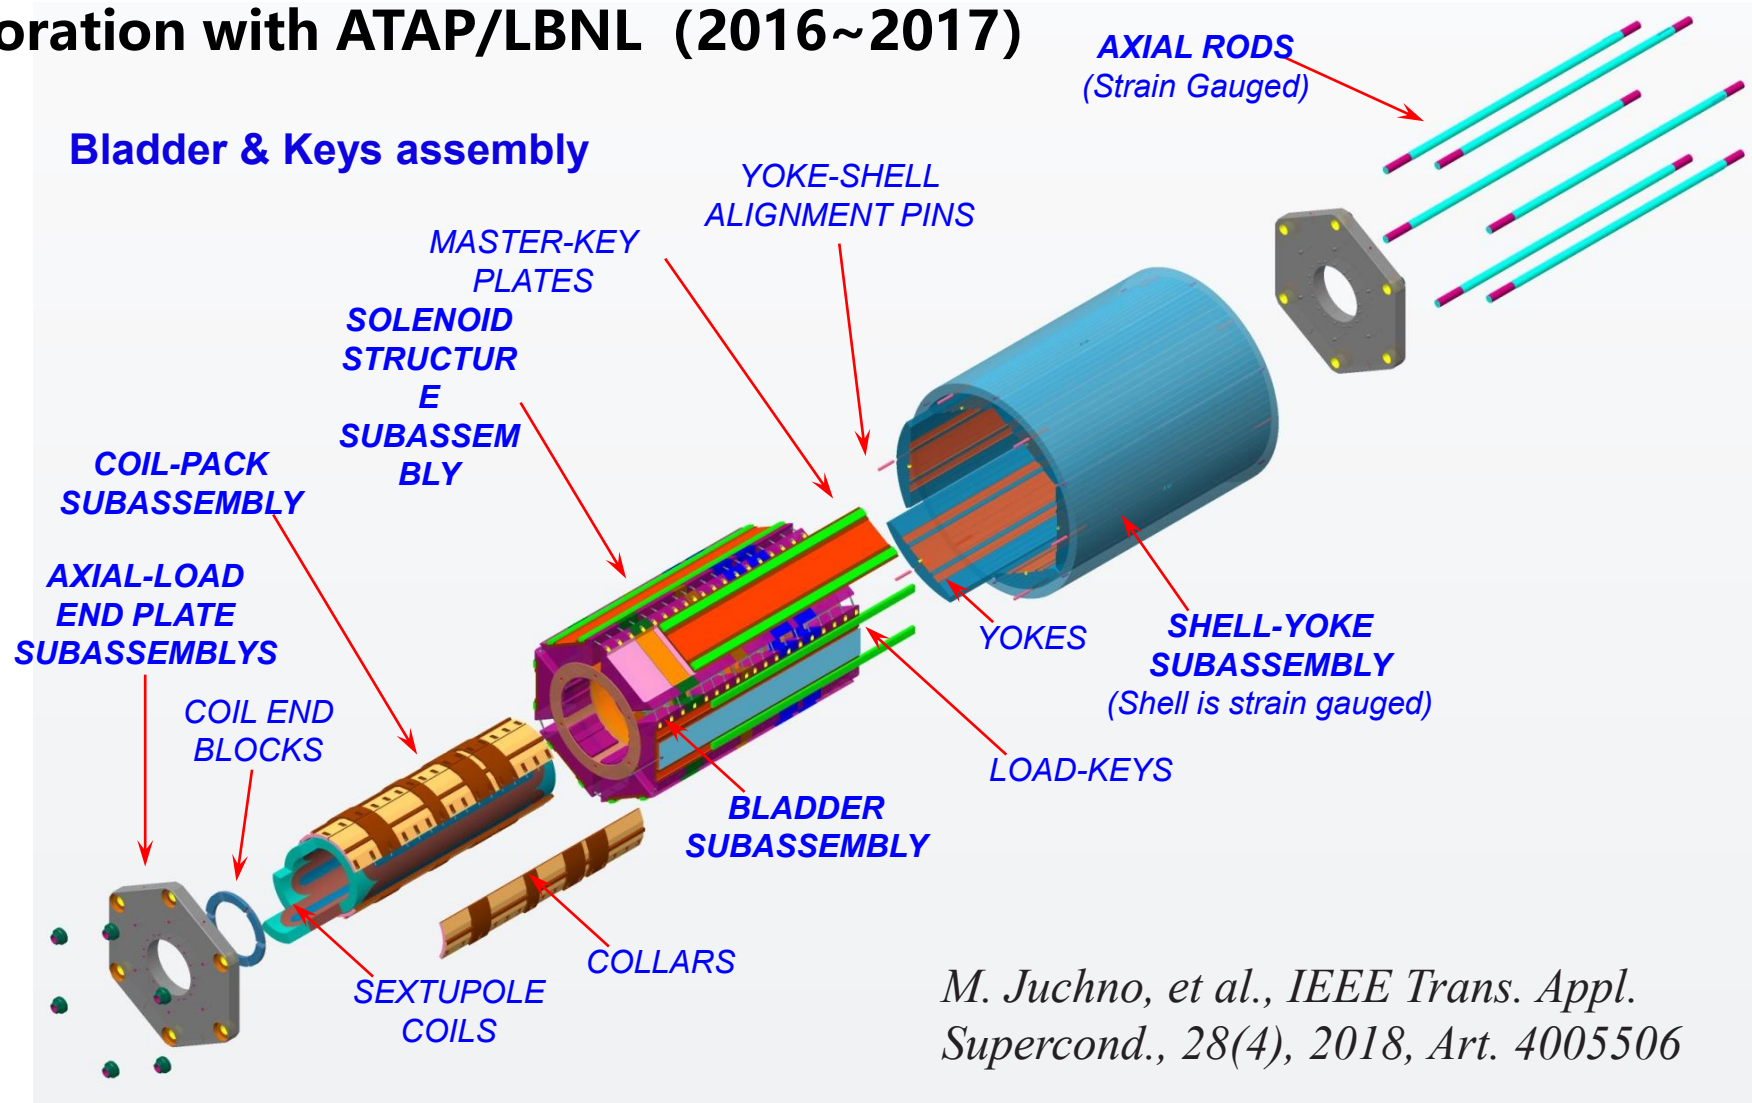 oration with ATAP/LBNL (2016~2017)
AXIAL RODS
(Strain Gauged)
Bladder & Keys assembly
YOKE-SHELL
ALIGNMENT PINS
MASTER-KEY
PLATES
SOLENOID
STRUCTUR
E
SUBASSEM
BLY
COIL-PACK
SUBASSEMBLY
AXIAL-LOAD
END PLATE
SUBASSEMBLYS
COIL END
BLOCKS
YOKES
SHELL-YOKE
SUBASSEMBLY
(Shell is strain gauged)
LOAD-KEYS
BLADDER
SUBASSEMBLY
COLLARS
SEXTUPOLE
COILS
M. Juchno, et al., IEEE Trans. Appl.
Supercond., 28(4), 2018, Art. 4005506